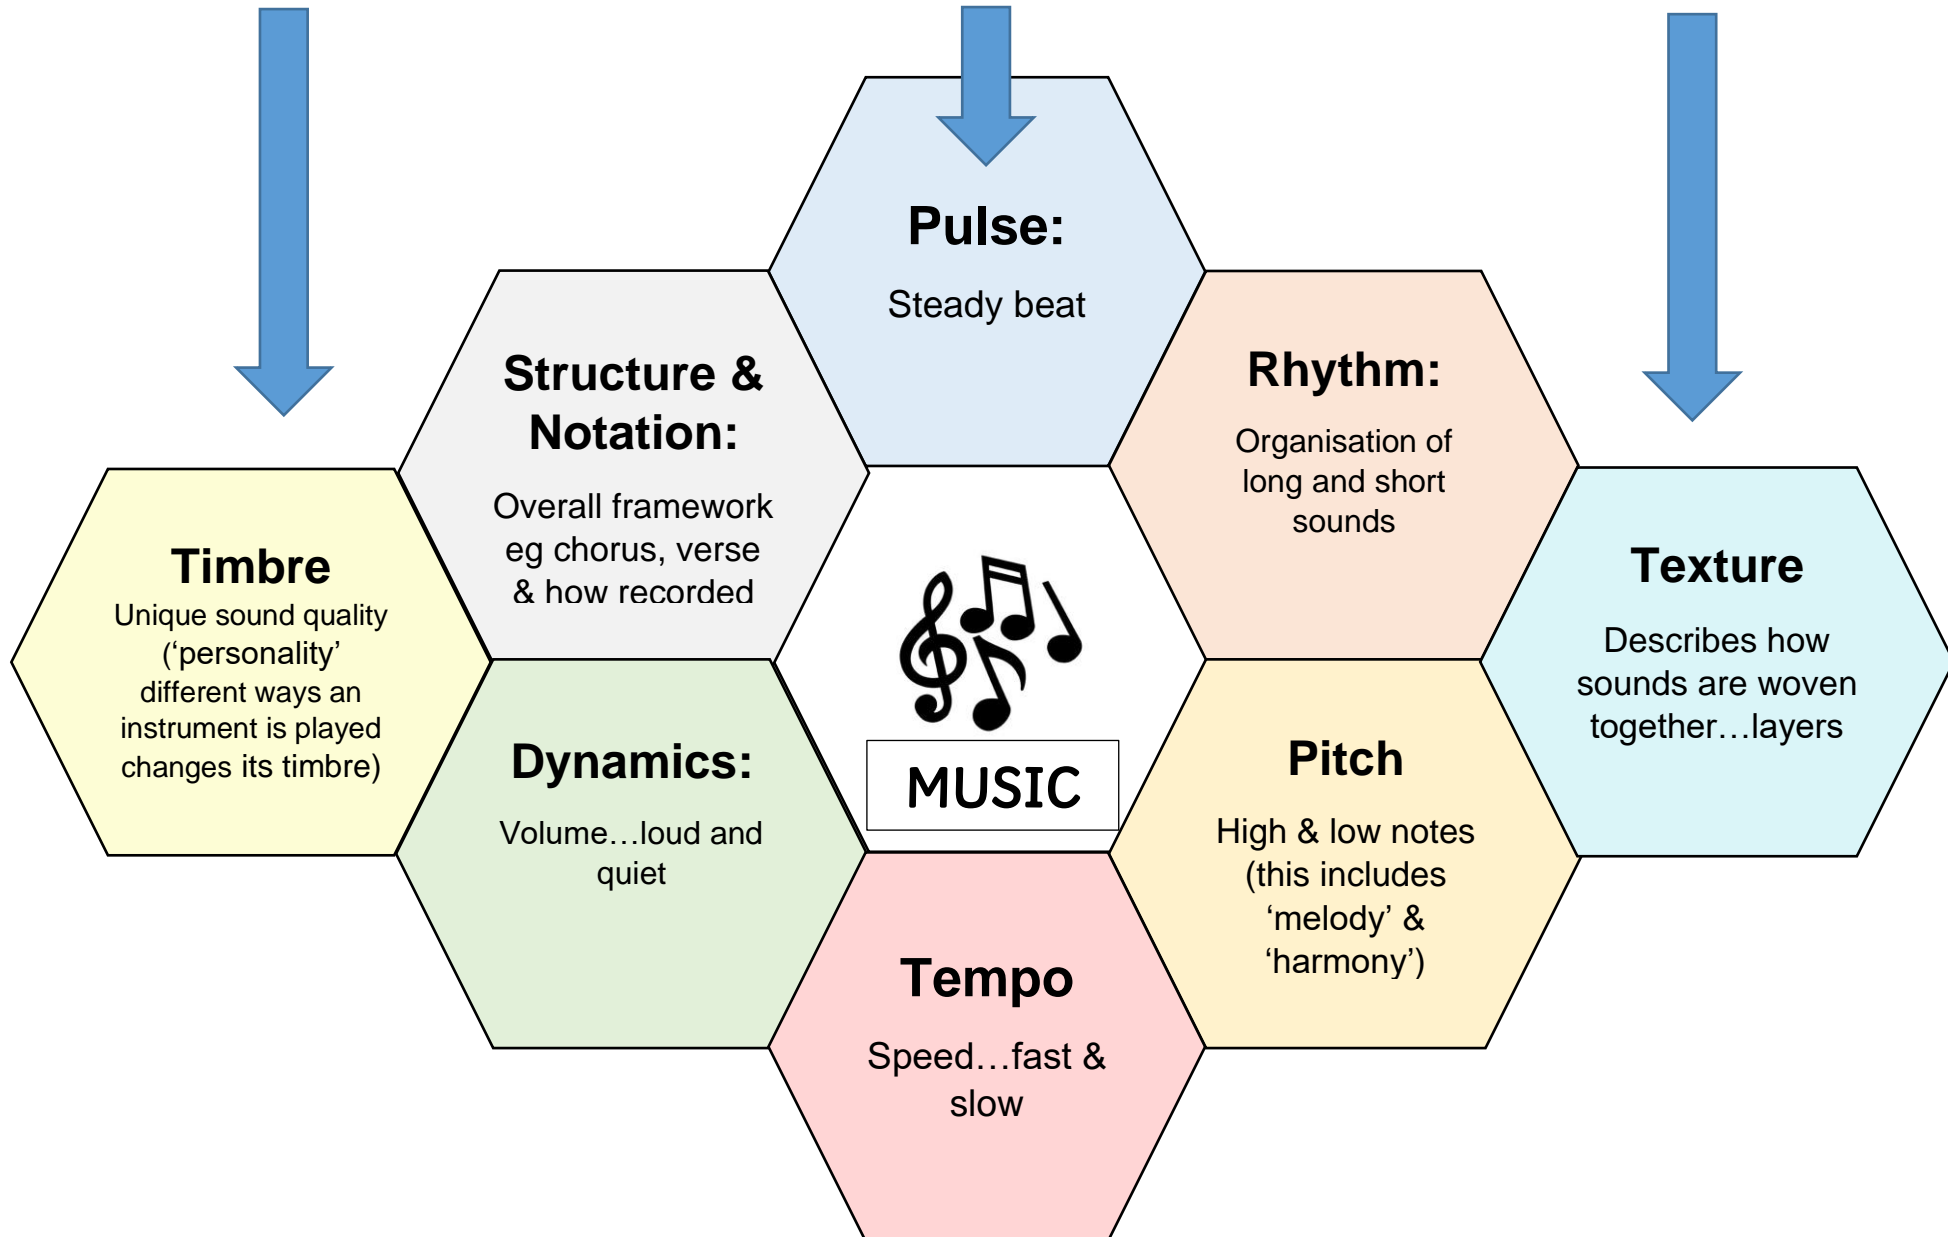 Pulse:
Steady beat
Structure &
Notation:
Overall framework
eg chorus, verse
& how recorded
Rhythm:
Organisation of
long and short
sounds
Timbre
Unique sound quality
(‘personality’
different ways an
instrument is played
changes its timbre)
Texture
Describes how
sounds are woven
together…layers
Dynamics:
Volume…loud and
quiet
MUSIC
Pitch
High & low notes
(this includes
‘melody’ &
‘harmony’)
Tempo
Speed…fast &
slow